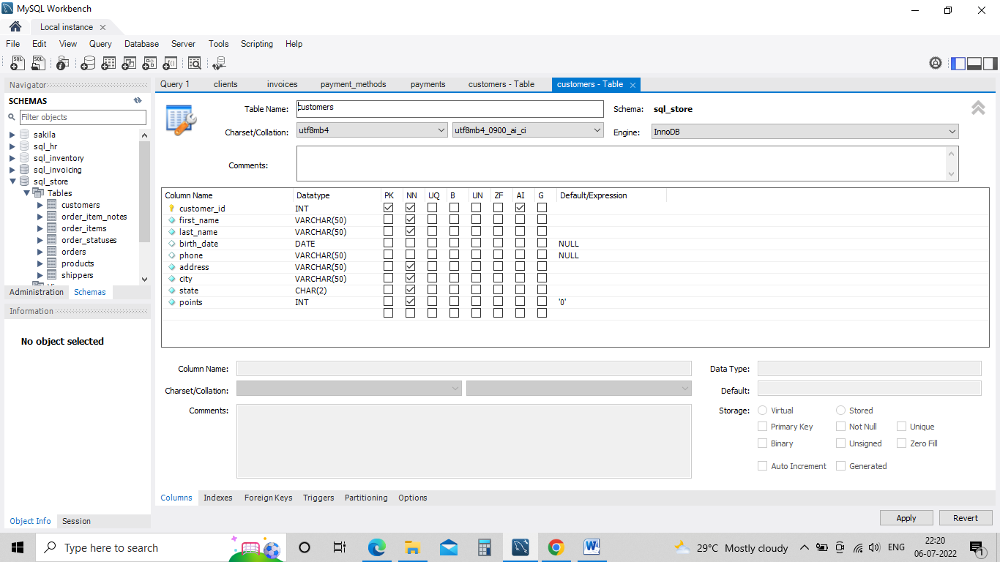 MySQL Workbench
Local instance
File Edit View Query Database Server Tools Scripting Help
Navigator
SCHEMAS
Filter objects
sakila
sql_hr
sql_inventory
sql_invoicing
sql_store
Tables
customers
order_item_notes
order_items
order_statuses
orders
products
shippers
Administration Schemas
Information
No object selected
Object Info Session
Query 1 clients invoices payment_methods payments customers - Table customers - Table
Table Name: customers Schema: sql_store
Charset/Collation: utf8mb4 utf8mb4_0900_ai_ci Engine: InnoDB
Comments:
Column Name Datatype PK NN UQ B UN ZF AI G Default/Expression
customer_id INT
first_name VARCHAR(50)
last_name VARCHAR(50)
birth_date DATE NULL
phone VARCHAR(50) NULL
address VARCHAR(50)
city VARCHAR(50)
state CHAR(2)
points INT '0'
Column Name: Data Type:
Charset/Collation: Default:
Comments: Storage: Virtual Stored
Primary Key Not Null Unique
Binary Unsigned Zero Fill
Auto Increment Generated
Columns Indexes Foreign Keys Triggers Partitioning Options
Apply Revert
Type here to search
29°C Mostly cloudy ENG 22:20
06-07-2022
1